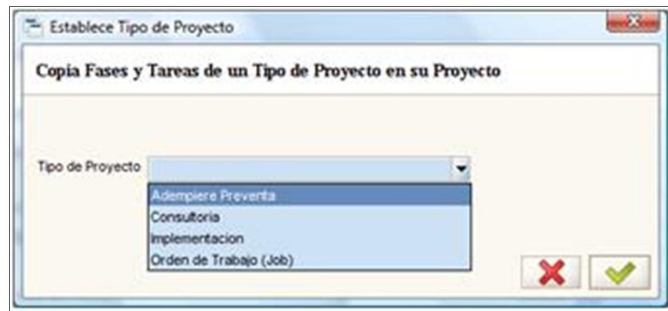 Establece Tipo de Proyecto
Copia Fases y Tareas de un Tipo de Proyecto en su Proyecto
Tipo de Proyecto
Adempiere Preventa
Consultoria
Implementacion
Orden de Trabajo (Job)